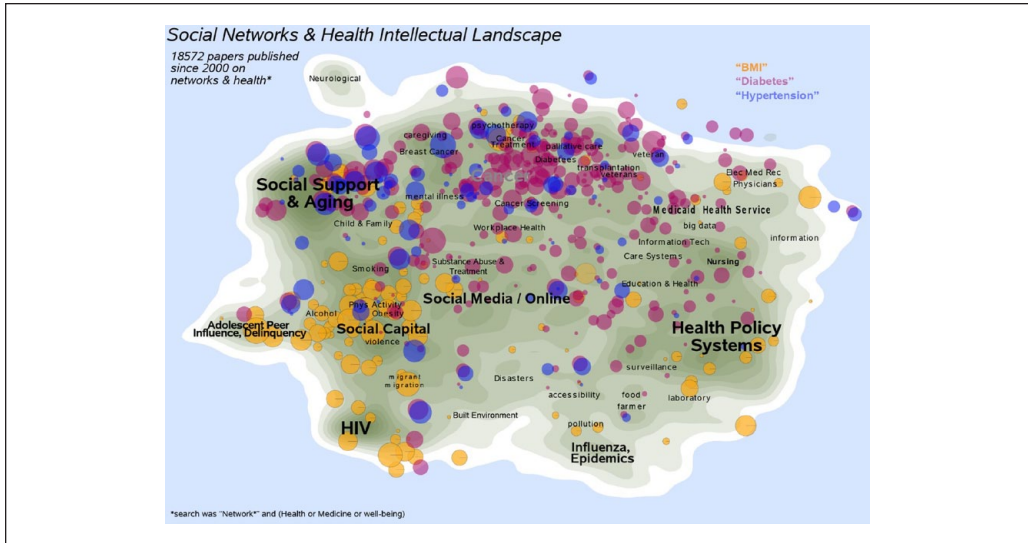 Social Networks & Health Intellectual Landscape
18572 papers published
since 2000 on
networks & health*
"BMI"
"Diabetes"
"Hypertension"
Neurological
psychotherapy
caregiving
Cancer
Treatment
Breast Cancer
palliative care
Diabetees
veteran
transplantation
veterans
Cancer
Elec Med Rec
Physicians
Social Support
& Aging
mental illness
Cancer Screening
Medicaid Health Service
Child & Family
Workplace Health
big data
information
Information Tech
Care Systems
Substance Abuse &
Treatment
Nursing
Smoking
Education & Health
Social Media / Online
Phys Activity
Obesity
Alcohol
Adolescent Peer
Influence, Delinquency
Social Capital
violence
Health Policy
Systems
migrant
migration
Disasters
surveillance
accessibility
food
farmer
laboratory
Built Environment
pollution
HIV
Influenza,
Epidemics
*search was "Network*" and (Health or Medicine or well-being)